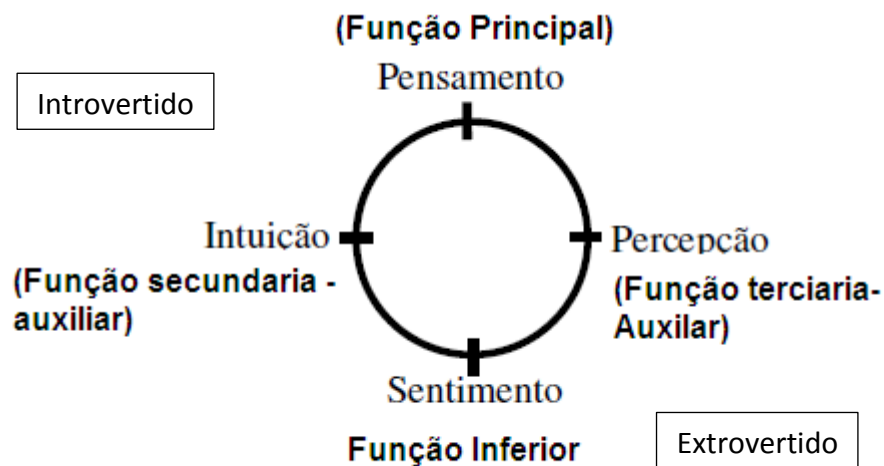 (Função Principal)
Pensamento
Introvertido
Intuição
Percepção
(Função secundaria -
auxiliar)
(Função terciaria-
Auxilar)
Sentimento
Função Inferior
Extrovertido